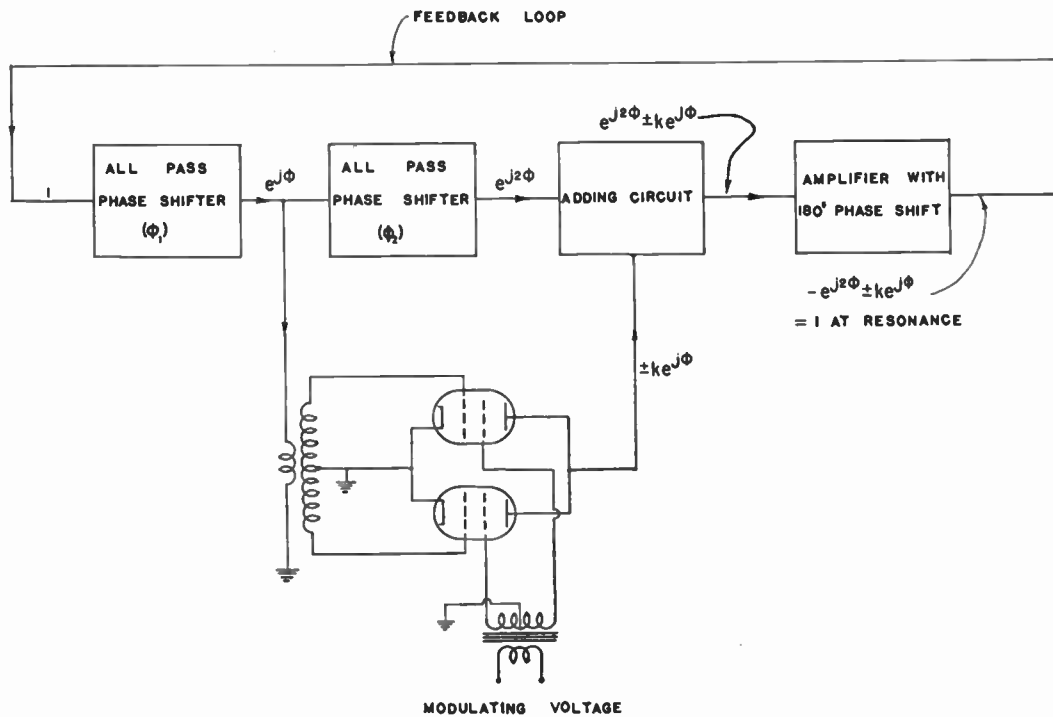 FEEDBACK LOOP
1
ALL PASS
PHASE SHIFTER
(Φ₁)
e^jΦ
ALL PASS
PHASE SHIFTER
(Φ₂)
e^j2Φ
ADDING CIRCUIT
e^j2Φ ± ke^jΦ
AMPLIFIER WITH
180° PHASE SHIFT
-e^j2Φ ± ke^jΦ
= 1 AT RESONANCE
±ke^jΦ
MODULATING VOLTAGE